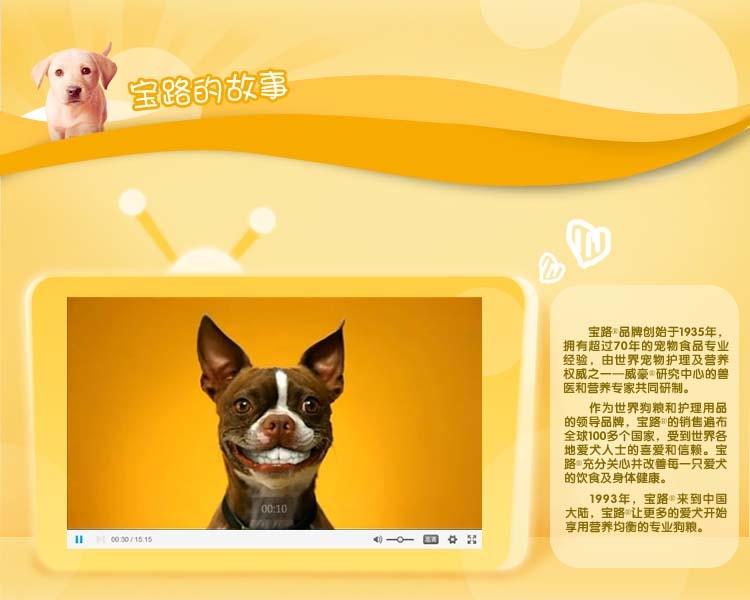 宝路的故事
00:10
00:30 / 15:15
高清
宝路®品牌创始于1935年，
拥有超过70年的宠物食品专业
经验，由世界宠物护理及营养
权威之一——威豪®研究中心的兽
医和营养专家共同研制。
作为世界狗粮和护理用品
的领导品牌，宝路®的销售遍布
全球100多个国家，受到世界各
地爱犬人士的喜爱和信赖。宝
路®充分关心并改善每一只爱犬
的饮食及身体健康。
1993年，宝路®来到中国
大陆，宝路®让更多的爱犬开始
享用营养均衡的专业狗粮。